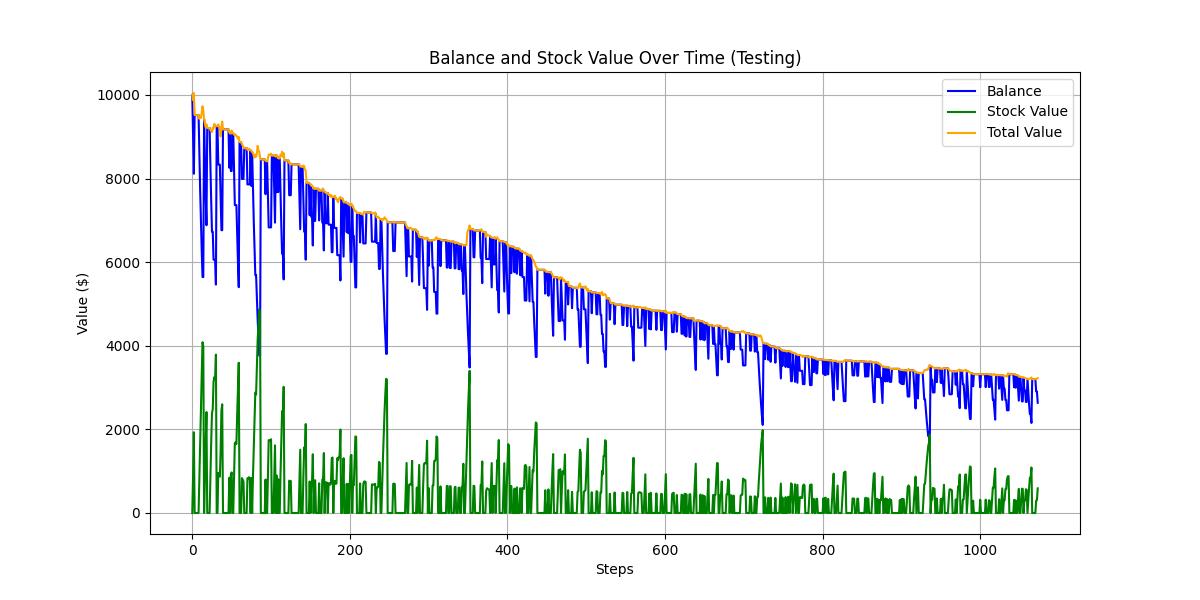 Balance and Stock Value Over Time (Testing)
Balance
Stock Value
Total Value
Value ($)
10000
8000
6000
4000
2000
0
0 200 400 600 800 1000
Steps